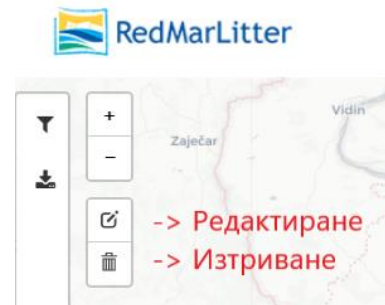 RedMarLitter
+
Vidin
Zaječar
−
-> Редактиране
-> Изтриване